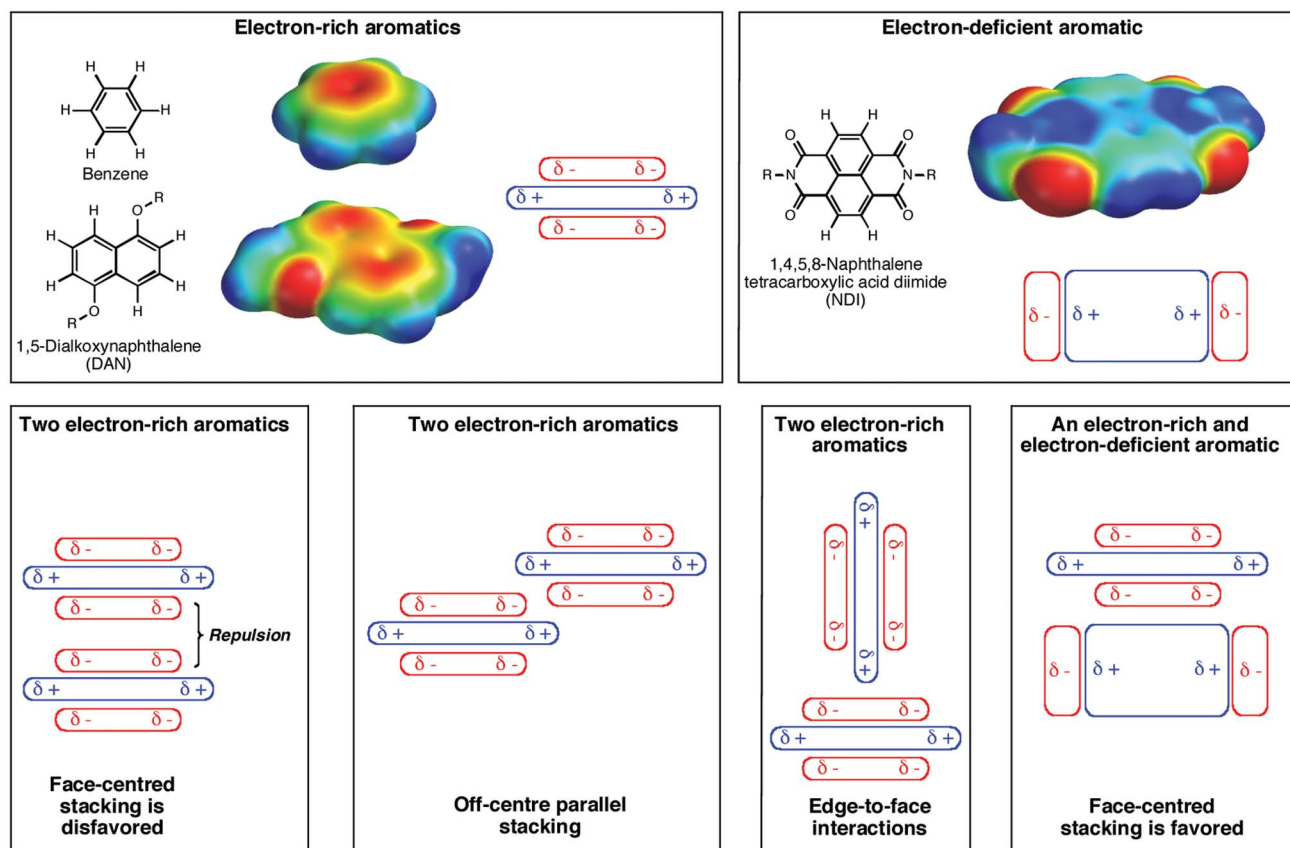 Electron-rich aromatics
H H
H H
H H
Benzene
R
O
H
H H
H H
H
O
R
1,5-Dialkoxynaphthalene
(DAN)
δ - δ -
δ + δ +
δ - δ -
Electron-deficient aromatic
H H
O O
R N N R
O O
H H
1,4,5,8-Naphthalene
tetracarboxylic acid diimide
(NDI)
δ - δ + δ + δ -
Two electron-rich aromatics
δ - δ -
δ + δ +
δ - δ -
Repulsion
δ - δ -
δ + δ +
δ - δ -
Face-centred
stacking is
disfavored
Two electron-rich aromatics
δ - δ -
δ + δ +
δ - δ -
δ - δ -
δ + δ +
δ - δ -
Off-centre parallel
stacking
Two electron-rich
aromatics
δ +
δ - δ -
δ - δ -
δ +
δ - δ -
δ + δ +
δ - δ -
Edge-to-face
interactions
An electron-rich and
electron-deficient aromatic
δ - δ -
δ + δ +
δ - δ -
δ - δ + δ + δ -
Face-centred
stacking is favored